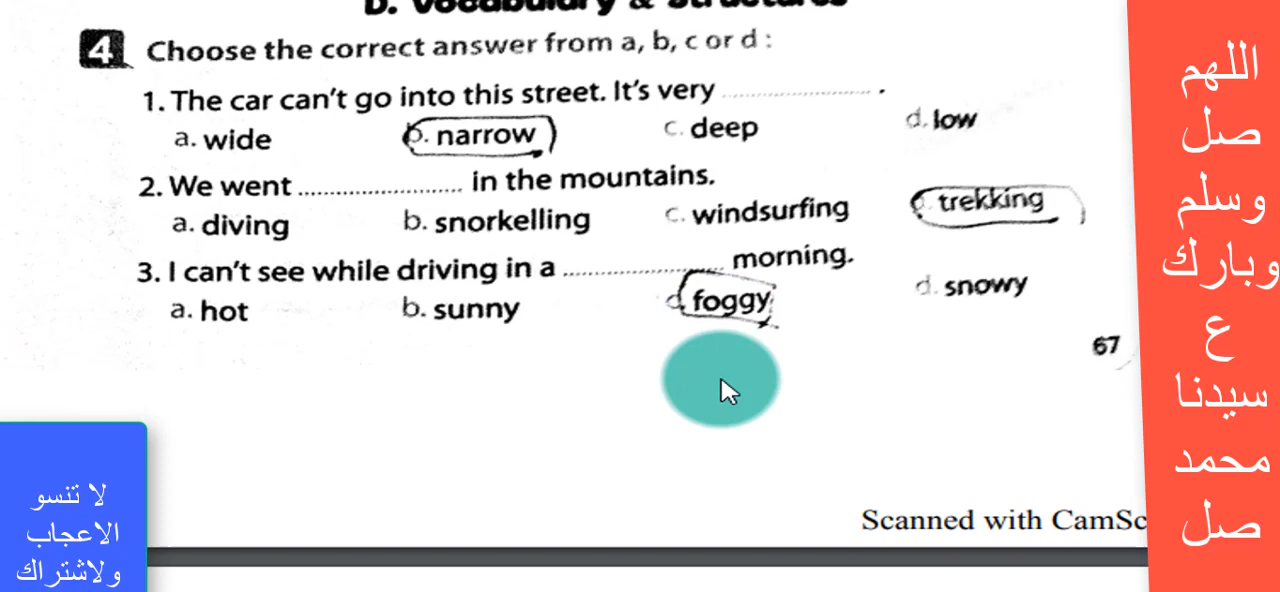 D. Vocabulary & Structures
4 Choose the correct answer from a, b, c or d :
1. The car can't go into this street. It's very .................... .
a. wide b. narrow c. deep d. low
2. We went .................... in the mountains.
a. diving b. snorkelling c. windsurfing trekking
3. I can't see while driving in a .................... morning.
a. hot b. sunny foggy d. snowy
67
Scanned with CamSc
اللهم
صل
وسلم
وبارك
ع
سيدنا
محمد
صل
لا تنسو
الاعجاب
ولاشتراك